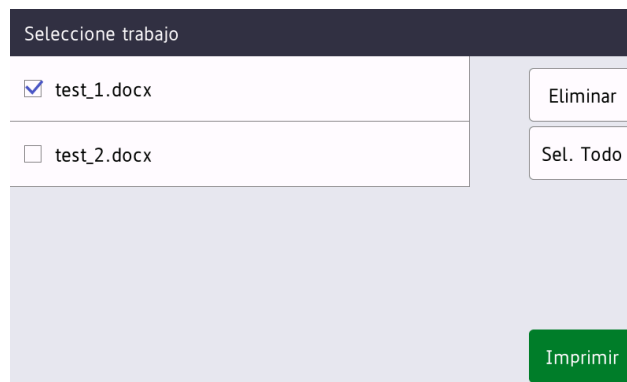 Seleccione trabajo
test_1.docx
Eliminar
test_2.docx
Sel. Todo
Imprimir